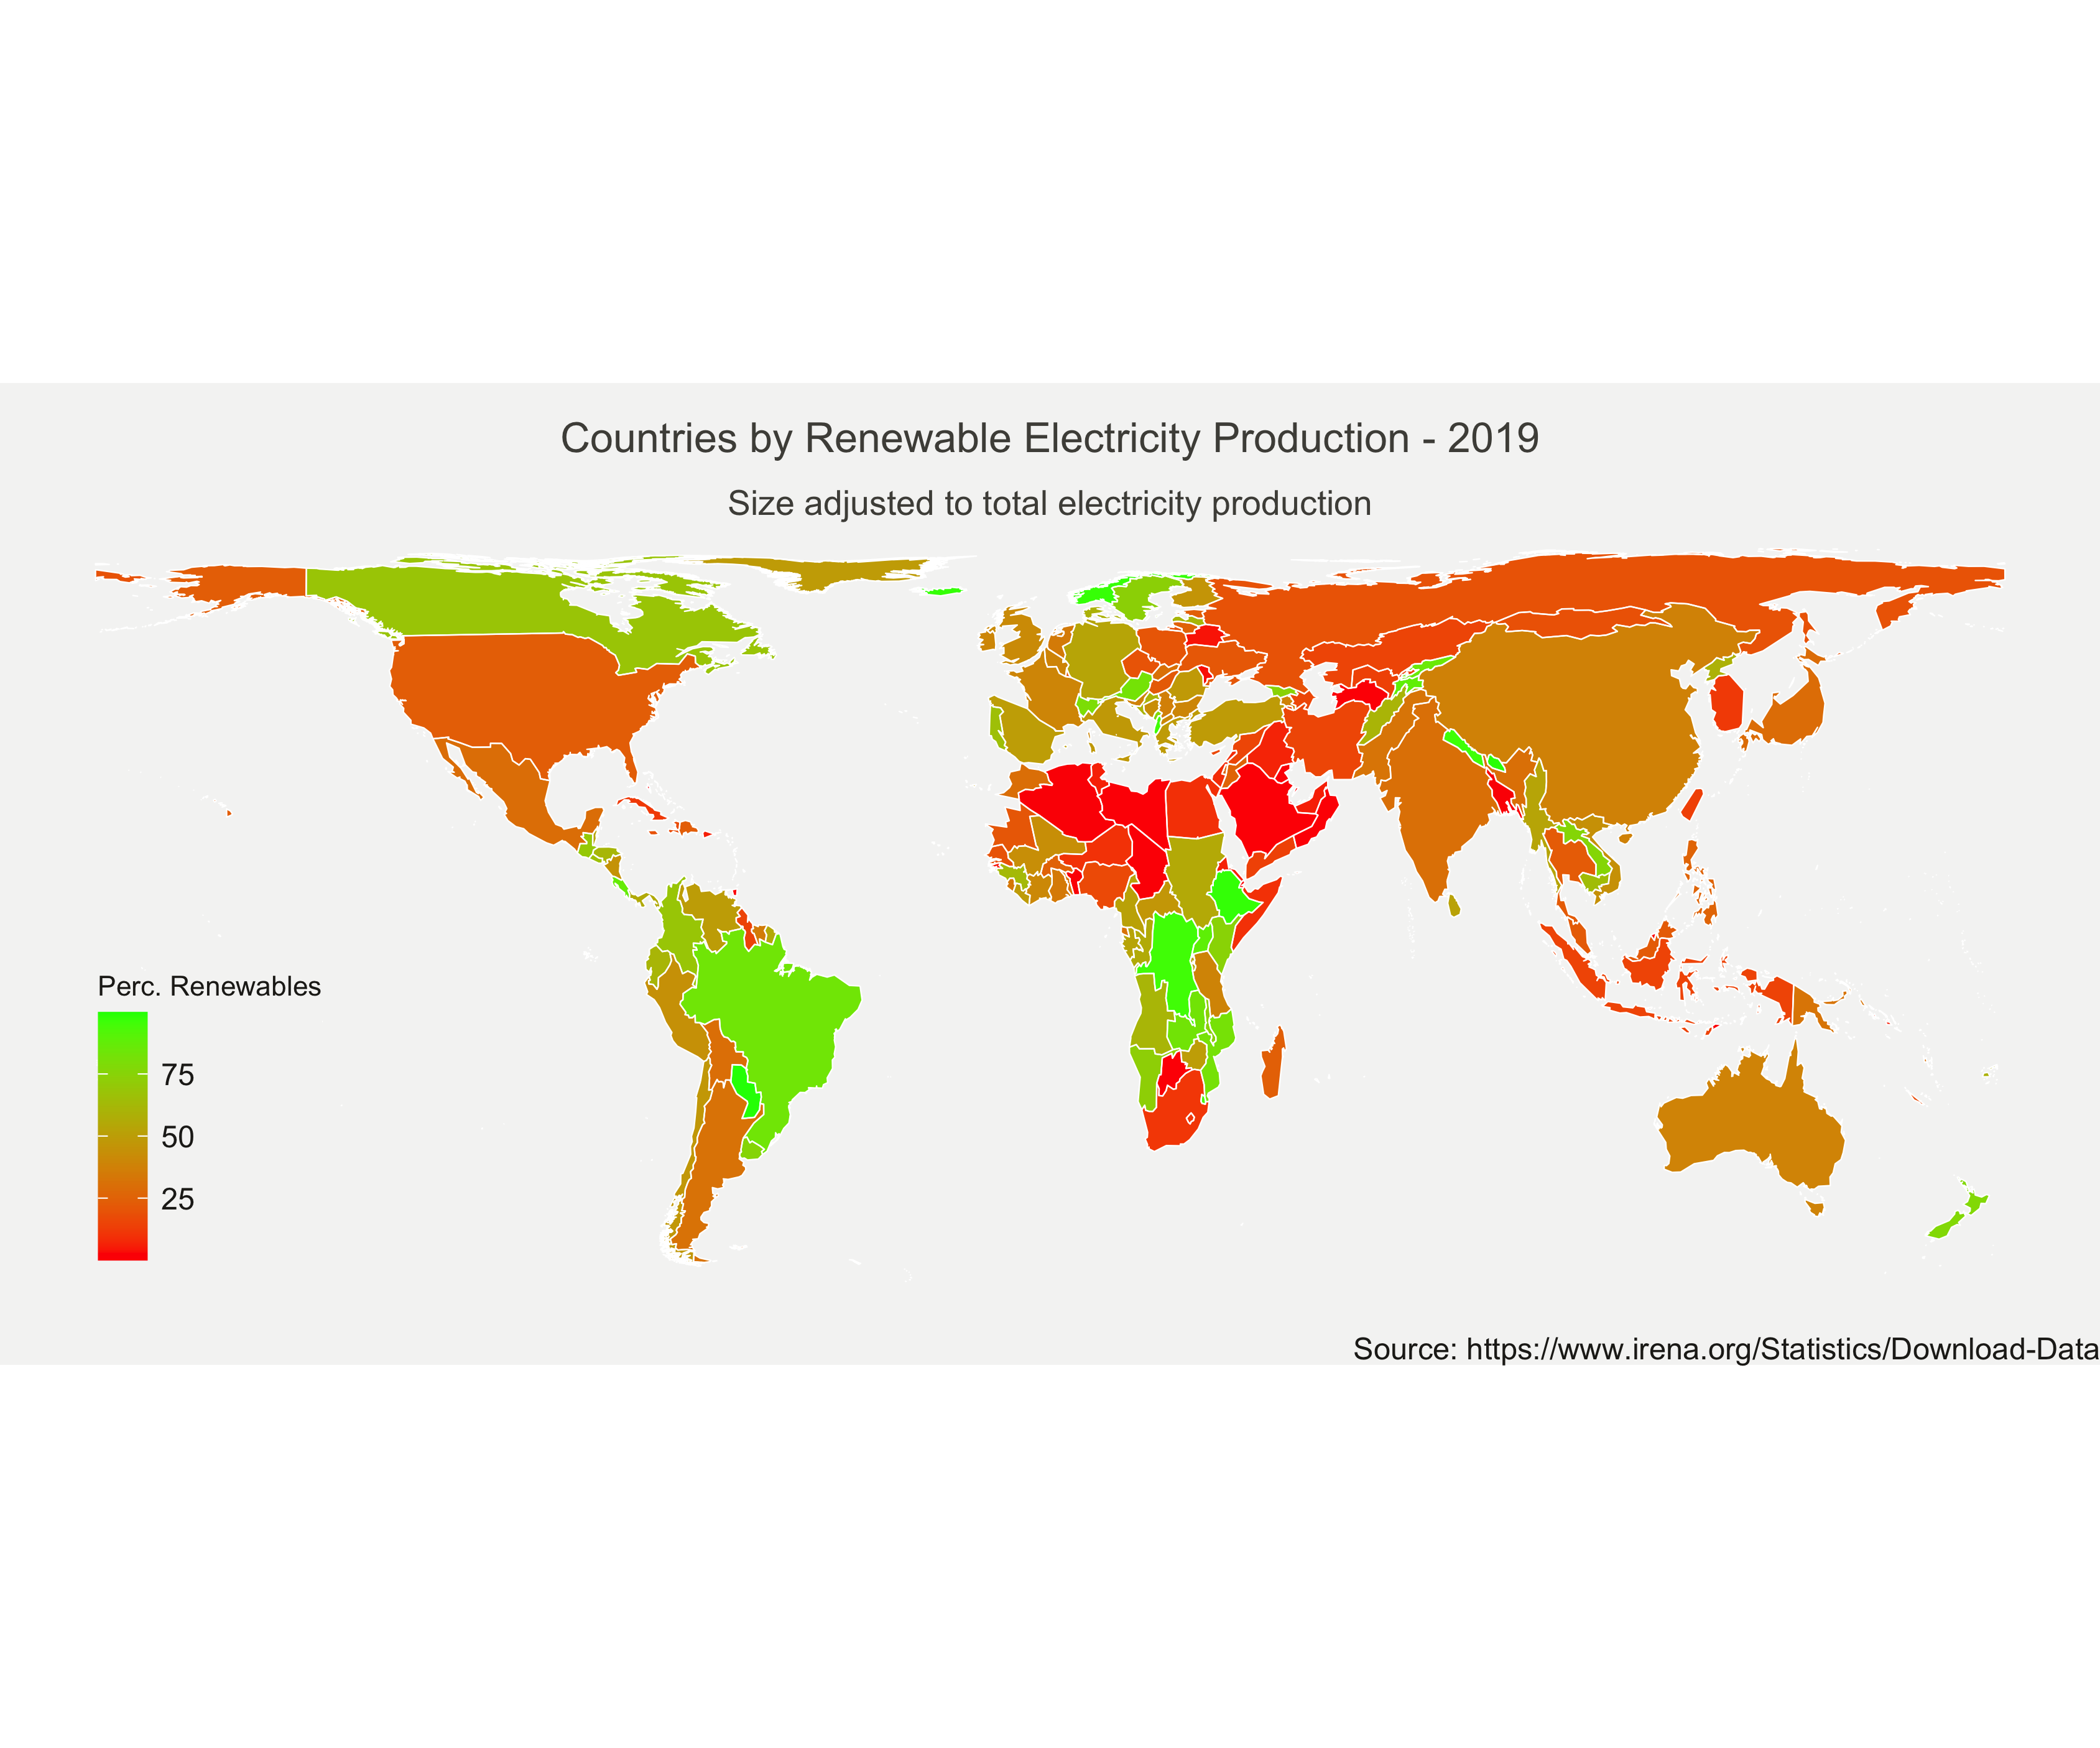 Countries by Renewable Electricity Production - 2019
Size adjusted to total electricity production
Perc. Renewables
75
50
25
Source: https://www.irena.org/Statistics/Download-Data